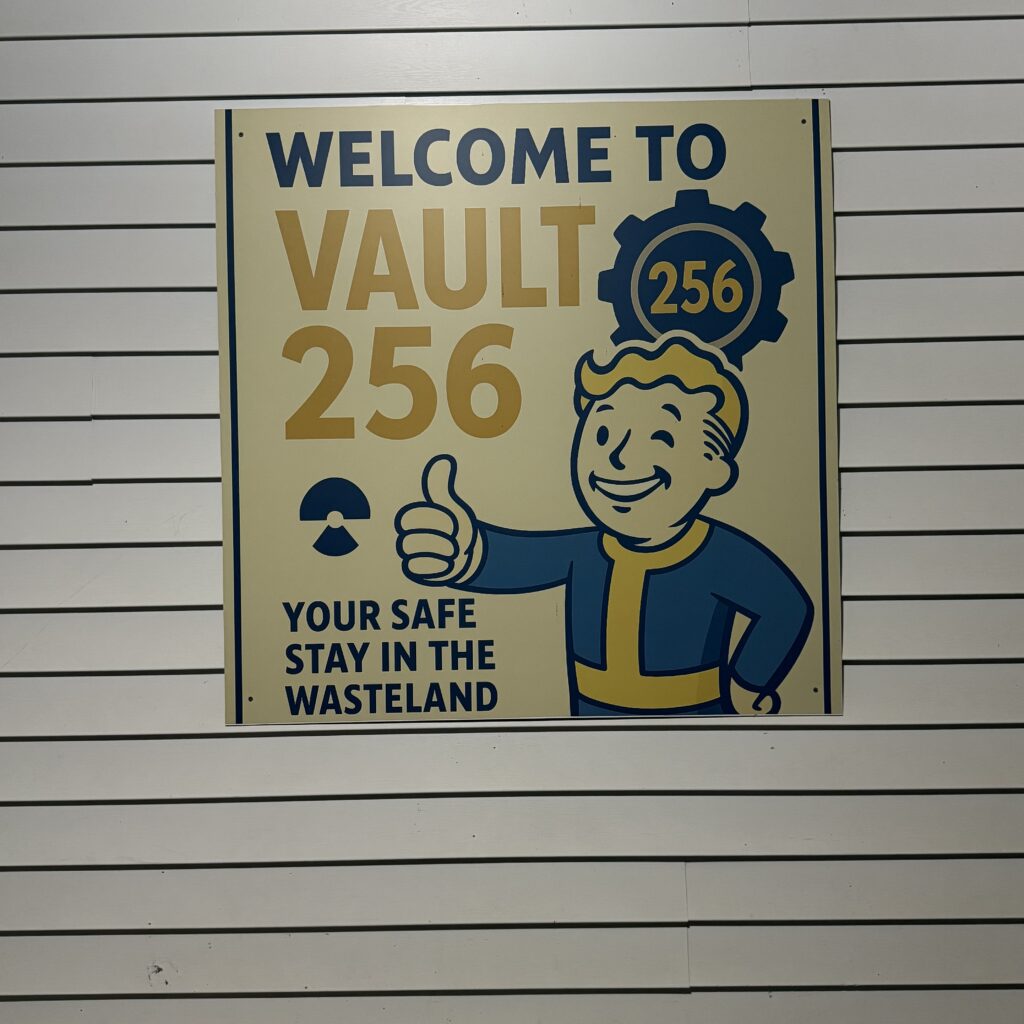 WELCOME TO
VAULT
256
256
YOUR SAFE
STAY IN THE
WASTELAND